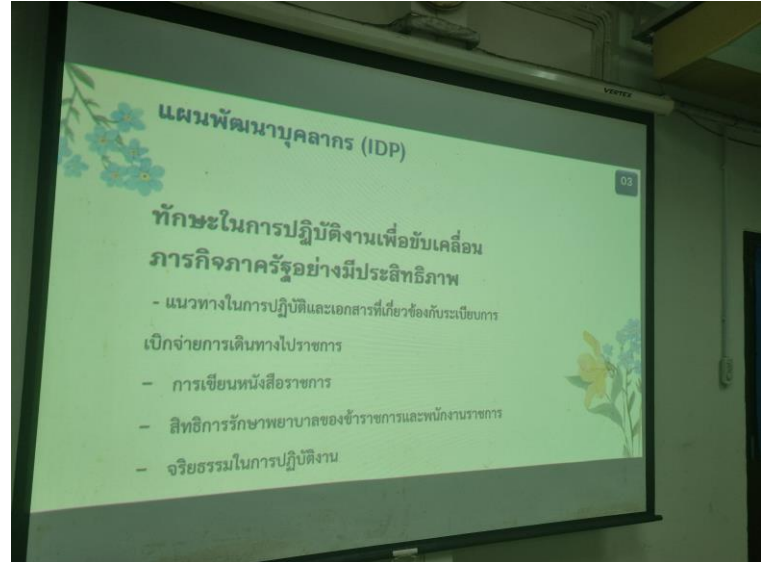 VERTEX
แผนพัฒนาบุคลากร (IDP)
03
ทักษะในการปฏิบัติงานเพื่อขับเคลื่อน
ภารกิจภาครัฐอย่างมีประสิทธิภาพ
- แนวทางในการปฏิบัติและเอกสารที่เกี่ยวข้องกับระเบียบการ
เบิกจ่ายการเดินทางไปราชการ
– การเขียนหนังสือราชการ
– สิทธิการรักษาพยาบาลของข้าราชการและพนักงานราชการ
– จริยธรรมในการปฏิบัติงาน